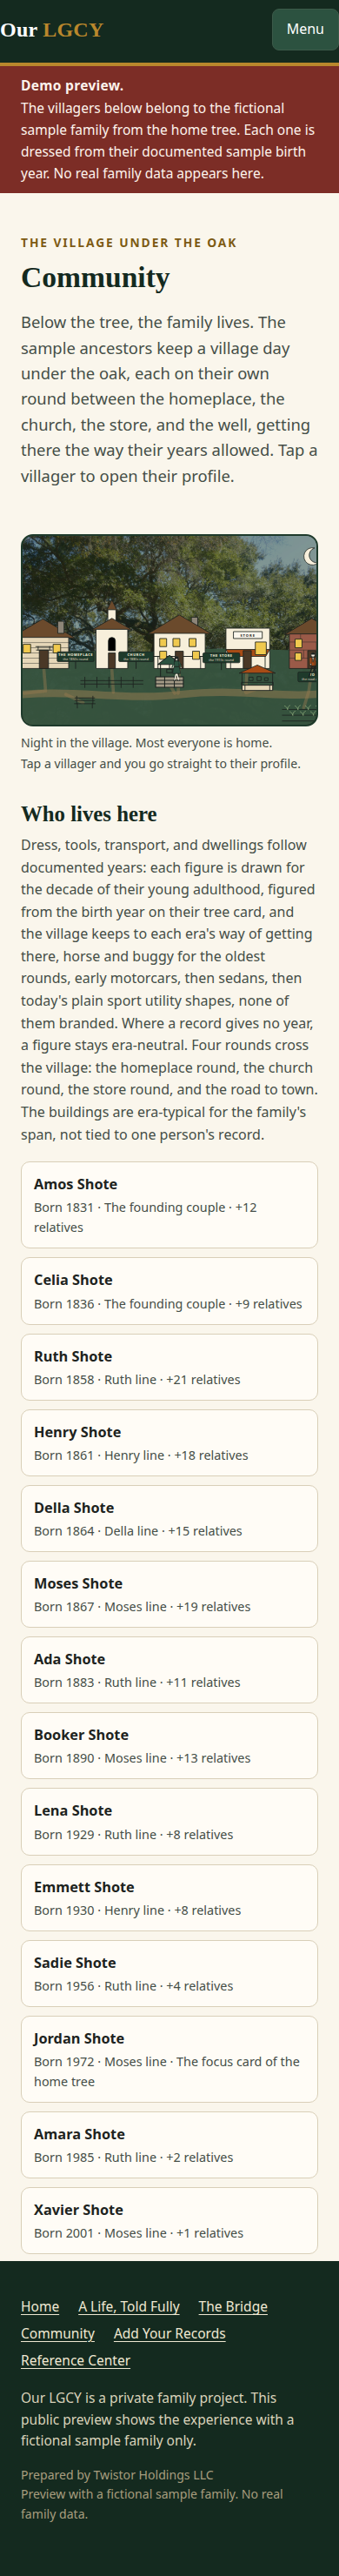 Our LGCY
Menu
Demo preview.
The villagers below belong to the fictional
sample family from the home tree. Each one is
dressed from their documented sample birth
year. No real family data appears here.
THE VILLAGE UNDER THE OAK
Community
Below the tree, the family lives. The
sample ancestors keep a village day
under the oak, each on their own
round between the homeplace, the
church, the store, and the well, getting
there the way their years allowed. Tap a
villager to open their profile.
STORE
THE HOMEPLACE
CHURCH
THE STORE
Night in the village. Most everyone is home.
Tap a villager and you go straight to their profile.
Who lives here
Dress, tools, transport, and dwellings follow
documented years: each figure is drawn for
the decade of their young adulthood, figured
from the birth year on their tree card, and
the village keeps to each era's way of getting
there, horse and buggy for the oldest
rounds, early motorcars, then sedans, then
today's plain sport utility shapes, none of
them branded. Where a record gives no year,
a figure stays era-neutral. Four rounds cross
the village: the homeplace round, the church
round, the store round, and the road to town.
The buildings are era-typical for the family's
span, not tied to one person's record.
Amos Shote
Born 1831 · The founding couple · +12
relatives
Celia Shote
Born 1836 · The founding couple · +9 relatives
Ruth Shote
Born 1858 · Ruth line · +21 relatives
Henry Shote
Born 1861 · Henry line · +18 relatives
Della Shote
Born 1864 · Della line · +15 relatives
Moses Shote
Born 1867 · Moses line · +19 relatives
Ada Shote
Born 1883 · Ruth line · +11 relatives
Booker Shote
Born 1890 · Moses line · +13 relatives
Lena Shote
Born 1929 · Ruth line · +8 relatives
Emmett Shote
Born 1930 · Henry line · +8 relatives
Sadie Shote
Born 1956 · Ruth line · +4 relatives
Jordan Shote
Born 1972 · Moses line · The focus card of the
home tree
Amara Shote
Born 1985 · Ruth line · +2 relatives
Xavier Shote
Born 2001 · Moses line · +1 relatives
Home A Life, Told Fully The Bridge
Community Add Your Records
Reference Center
Our LGCY is a private family project. This
public preview shows the experience with a
fictional sample family only.
Prepared by Twistor Holdings LLC
Preview with a fictional sample family. No real
family data.